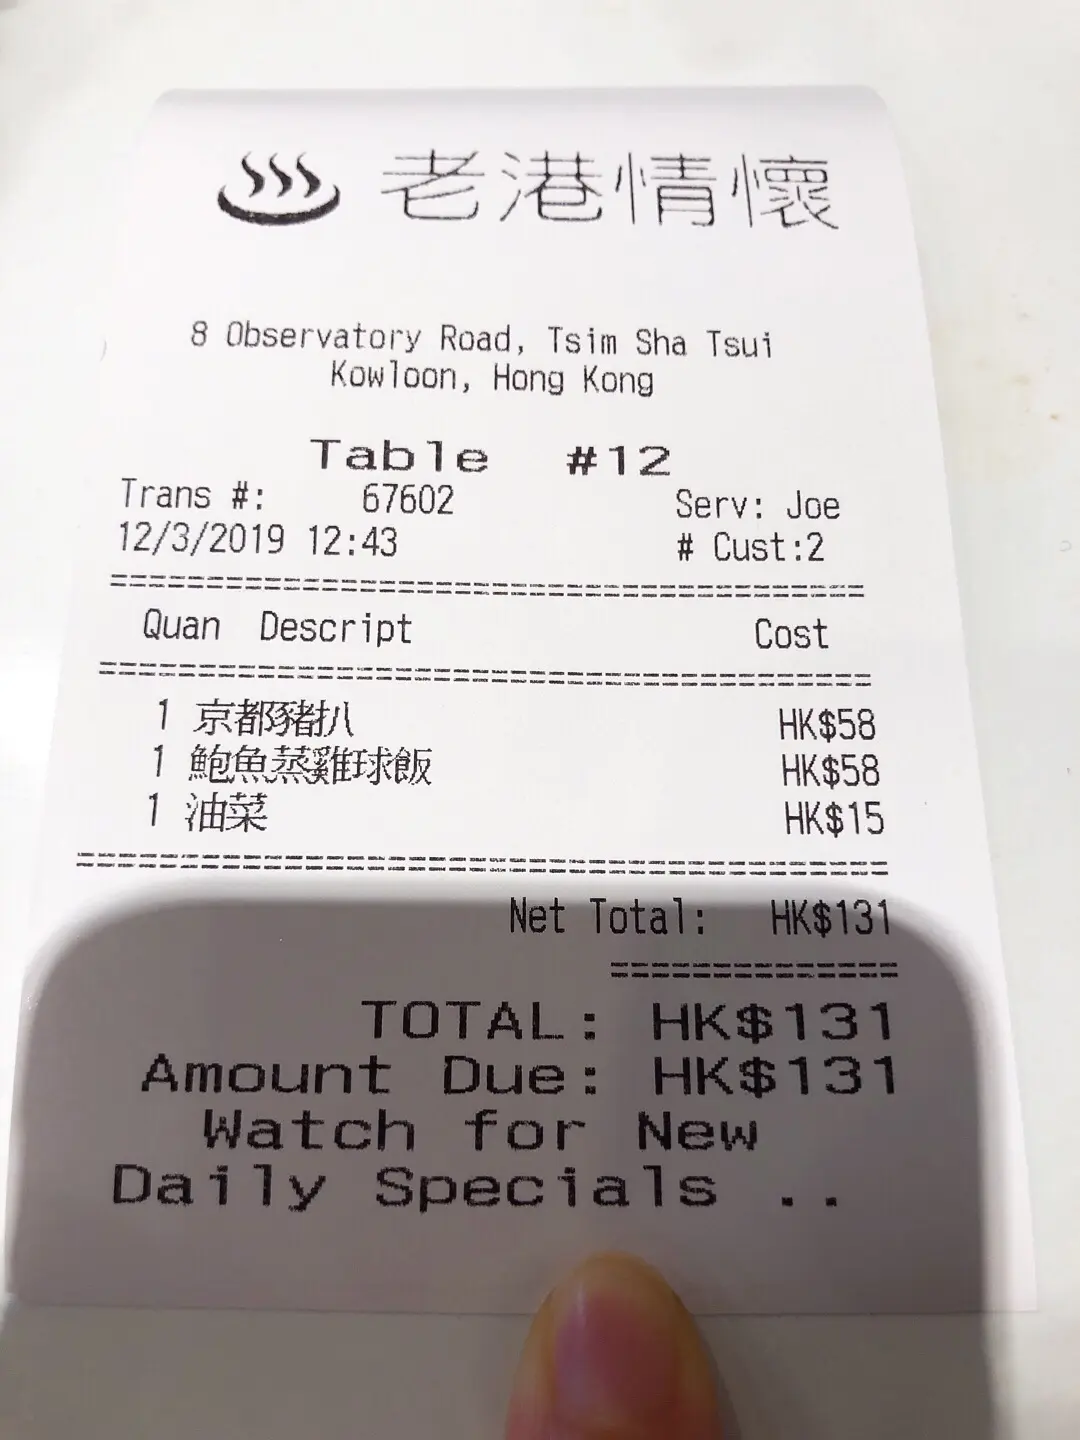 老港情懷
8 Observatory Road, Tsim Sha Tsui
Kowloon, Hong Kong
Table #12
Trans #: 67602 Serv: Joe
12/3/2019 12:43 # Cust:2
Quan Descript Cost
1 京都豬扒 HK$58
1 鮑魚蒸雞球飯 HK$58
1 油菜 HK$15
Net Total: HK$131
TOTAL: HK$131
Amount Due: HK$131
Watch for New
Daily Specials ..